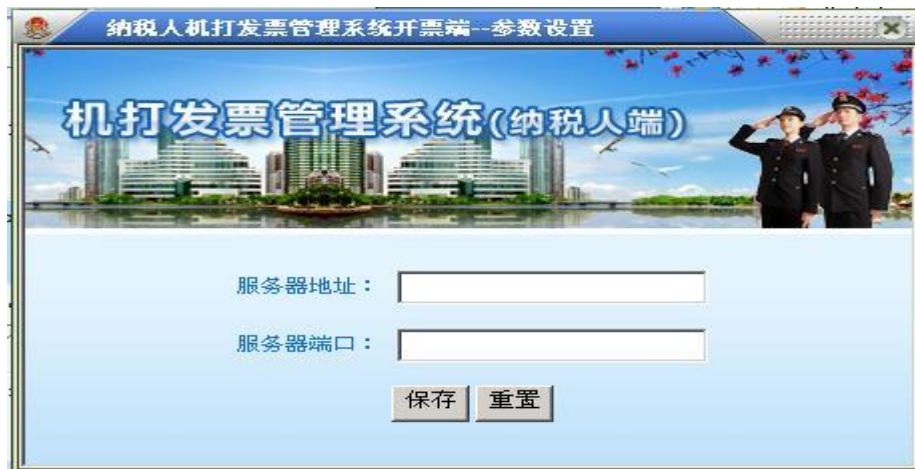 纳税人机打发票管理系统开票端--参数设置
机打发票管理系统(纳税人端)
服务器地址：
服务器端口：
保存 重置